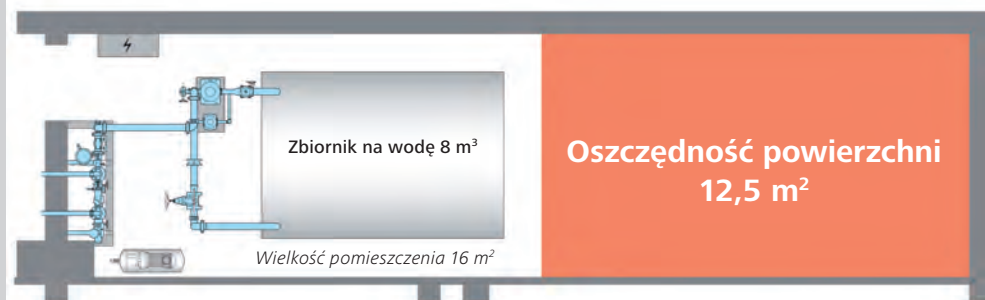 Zbiornik na wodę 8 m³
Oszczędność powierzchni
12,5 m²
Wielkość pomieszczenia 16 m²